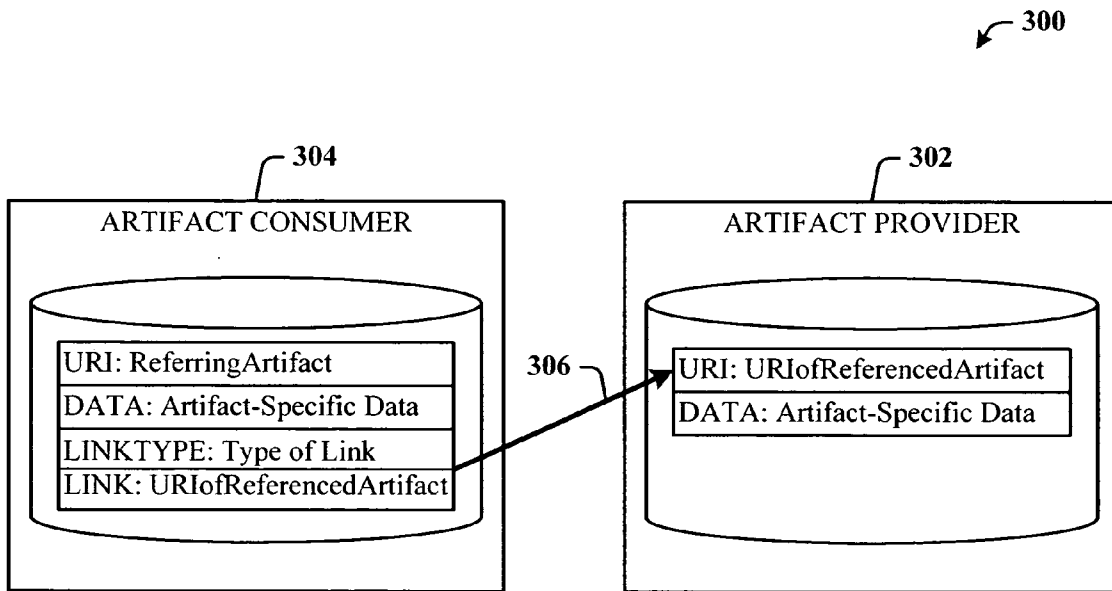 300
304
302
ARTIFACT CONSUMER
ARTIFACT PROVIDER
URI: ReferringArtifact
DATA: Artifact-Specific Data
LINKTYPE: Type of Link
LINK: URIofReferencedArtifact
306
URI: URIofReferencedArtifact
DATA: Artifact-Specific Data